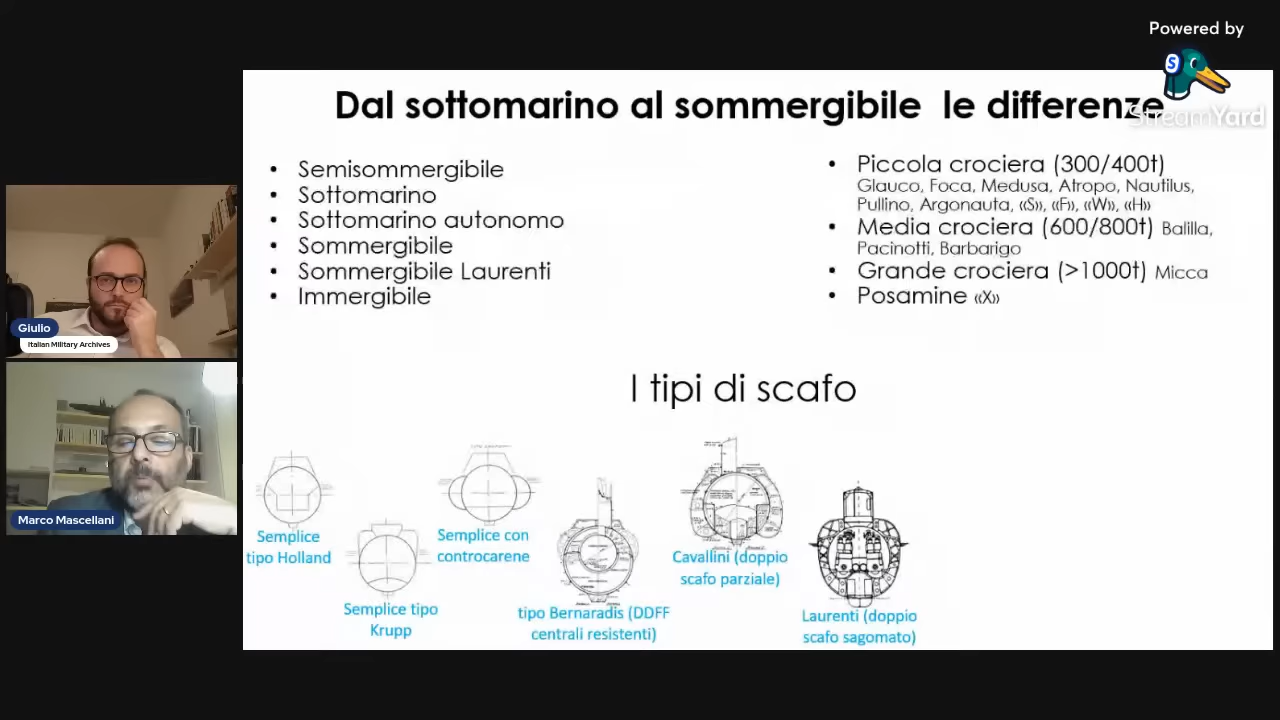 Powered by
StreamYard
Dal sottomarino al sommergibile le differenze
• Semisommergibile
• Sottomarino
• Sottomarino autonomo
• Sommergibile
• Sommergibile Laurenti
• Immergibile
• Piccola crociera (300/400t)
Glauco, Foca, Medusa, Atropo, Nautilus,
Pullino, Argonauta, «S», «F», «W», «H»
• Media crociera (600/800t) Balilla,
Pacinotti, Barbarigo
• Grande crociera (>1000t) Micca
• Posamine «X»
Giulio
Italian Military Archives
Marco Mascellani
I tipi di scafo
Semplice
tipo Holland
Semplice tipo
Krupp
Semplice con
controcarene
tipo Bernaradis (DDFF
centrali resistenti)
Cavallini (doppio
scafo parziale)
Laurenti (doppio
scafo sagomato)